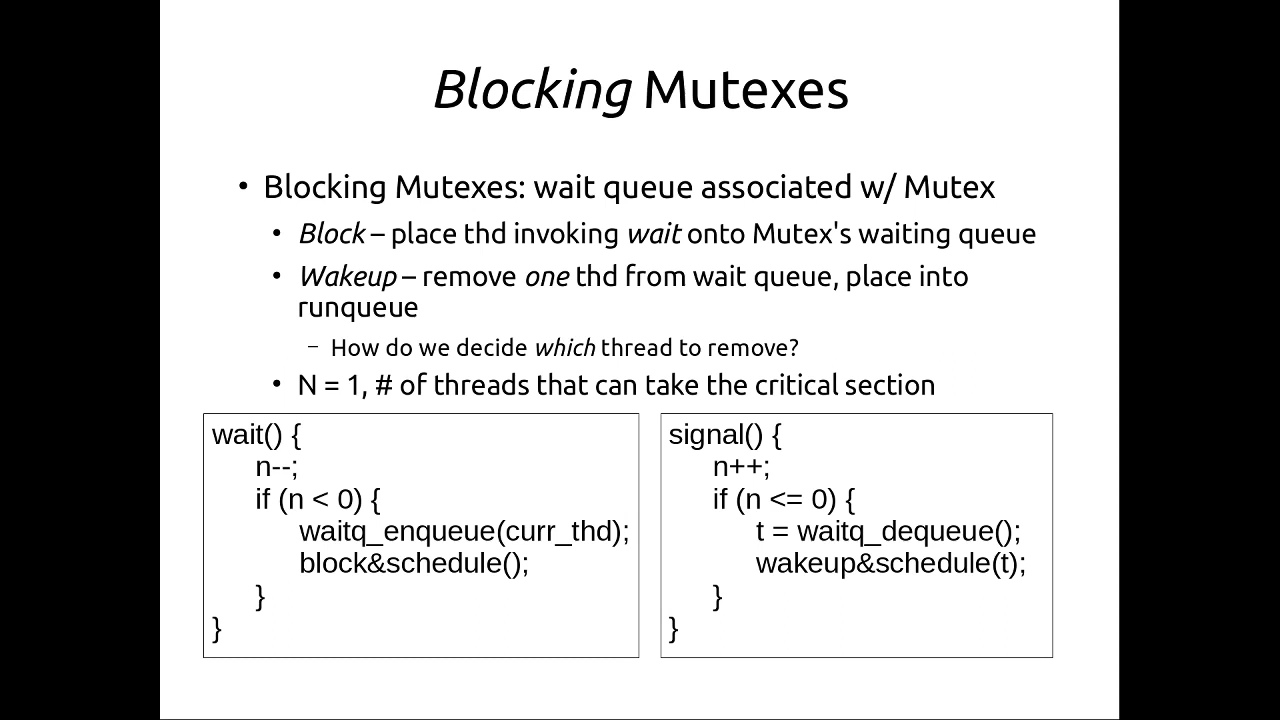 Blocking Mutexes
• Blocking Mutexes: wait queue associated w/ Mutex
• Block – place thd invoking wait onto Mutex's waiting queue
• Wakeup – remove one thd from wait queue, place into
runqueue
– How do we decide which thread to remove?
• N = 1, # of threads that can take the critical section
wait() {
n--;
if (n < 0) {
waitq_enqueue(curr_thd);
block&schedule();
}
}
signal() {
n++;
if (n <= 0) {
t = waitq_dequeue();
wakeup&schedule(t);
}
}